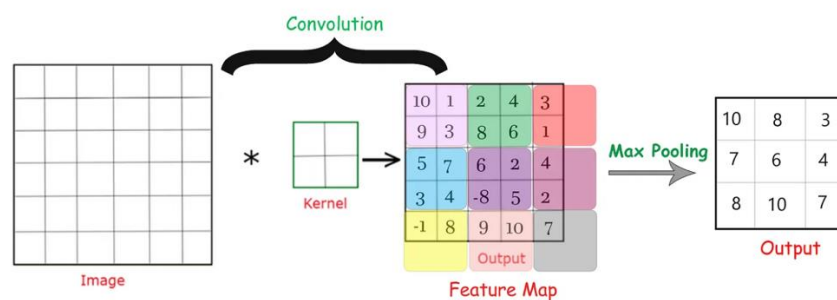 Convolution
*
10 1 2 4 3
9 3 8 6 1
5 7 6 2 4
3 4 -8 5 2
-1 8 9 10 7
Output
Kernel
Image
Feature Map
Max Pooling
10 8 3
7 6 4
8 10 7
Output